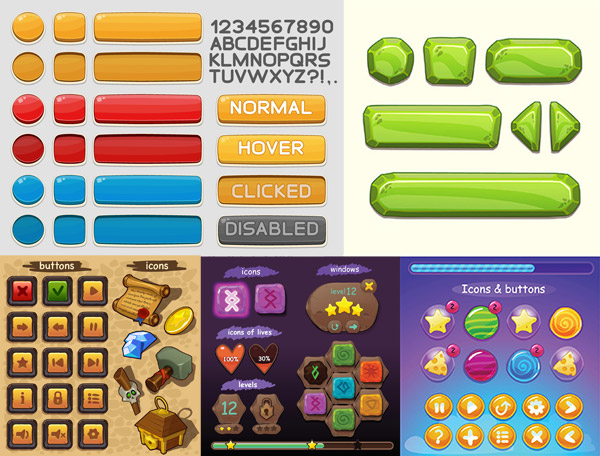 1234567890
ABCDEFGHIJ
KLMNOPQRS
TUVWXYZ?!,.
NORMAL
HOVER
CLICKED
DISABLED
buttons
icons
i
icons
windows
level 12
icons of lives
100%
30%
levels
12
Icons & buttons
2
2
2
?